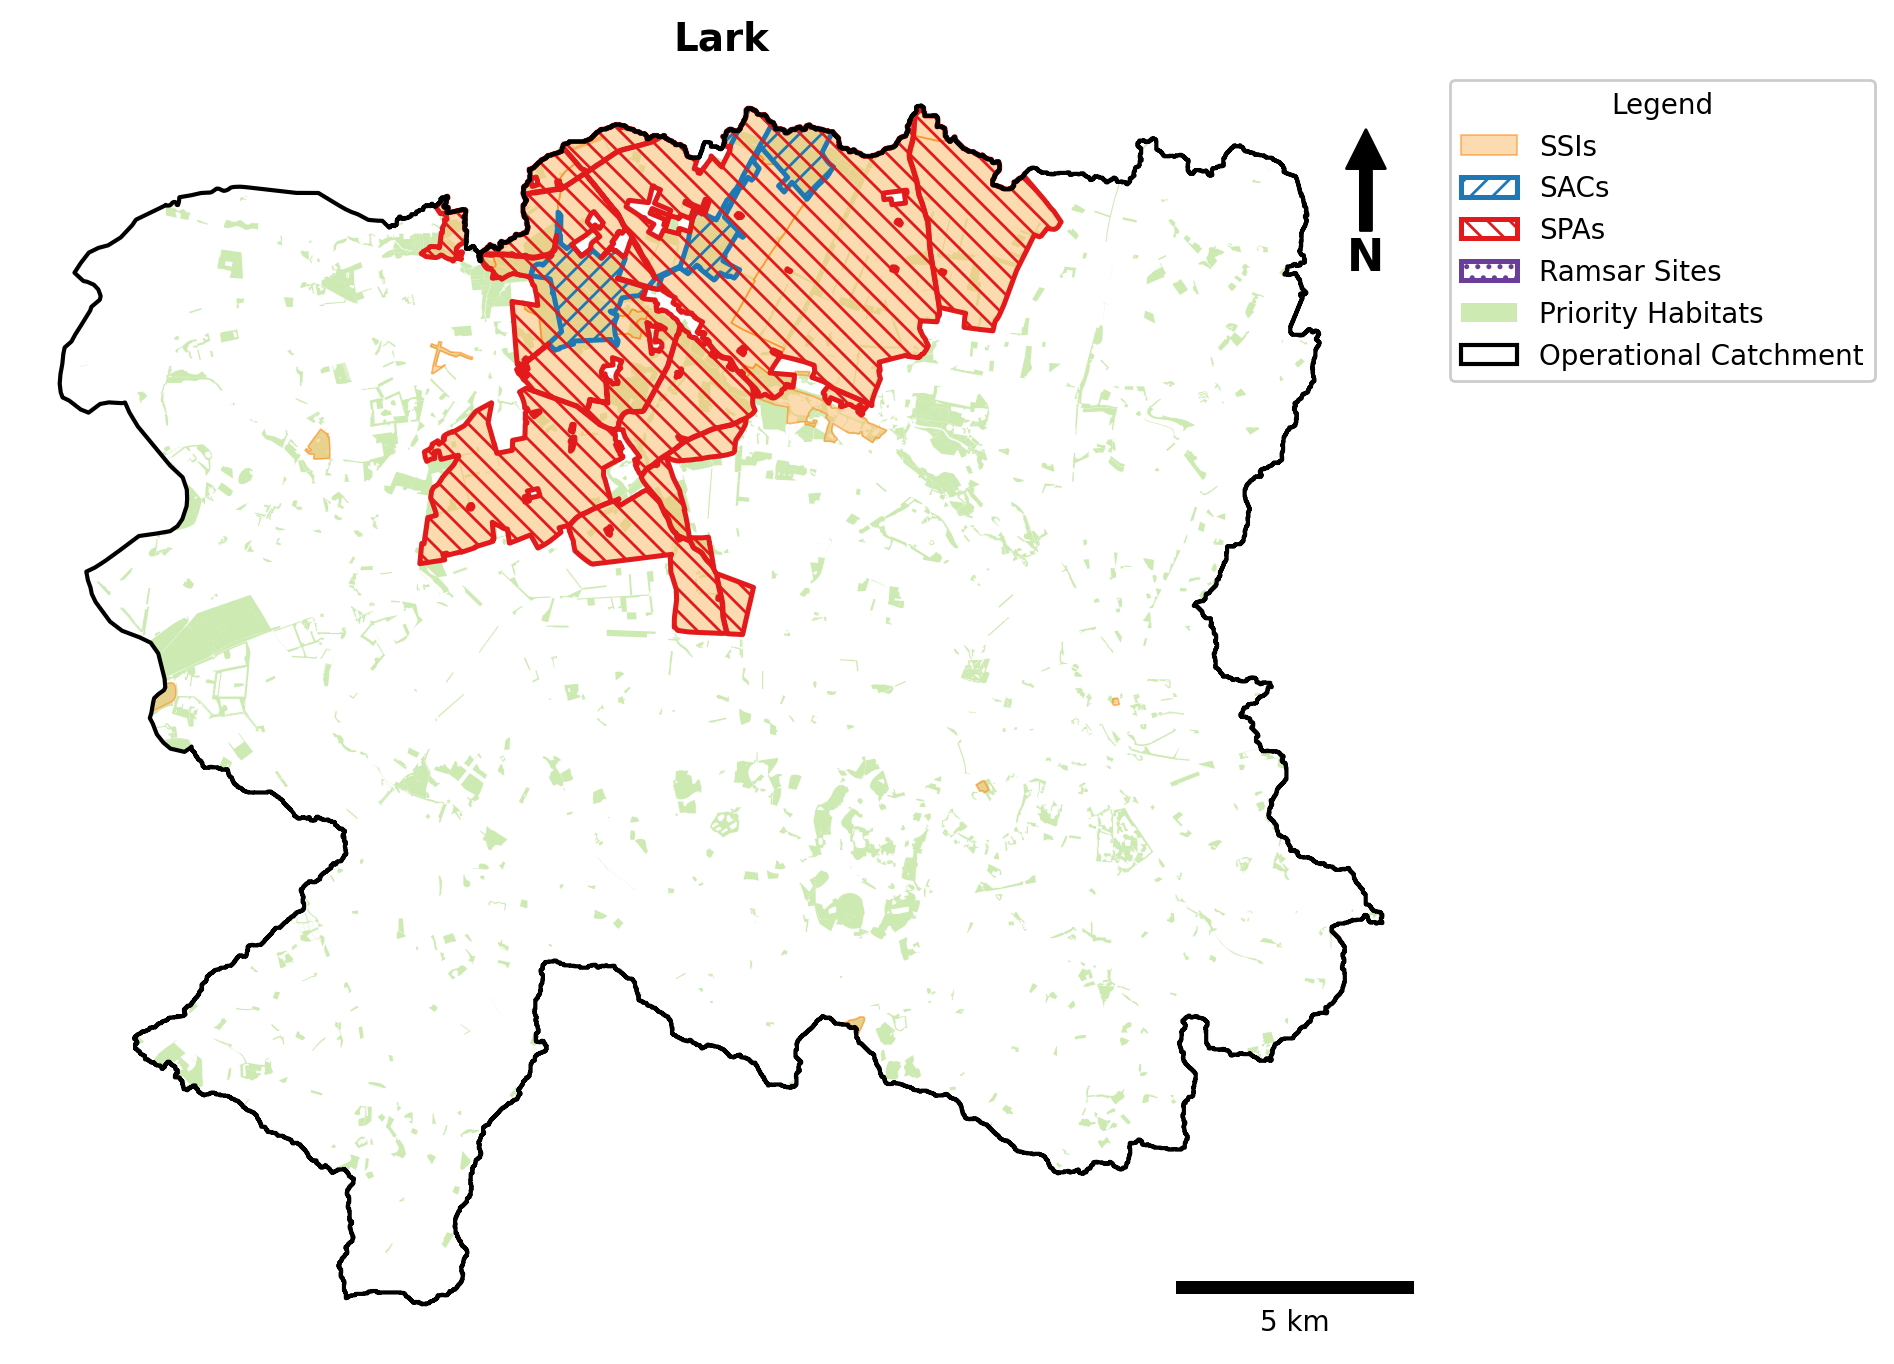 Lark
Legend
SSIs
SACs
SPAs
Ramsar Sites
Priority Habitats
Operational Catchment
N
5 km